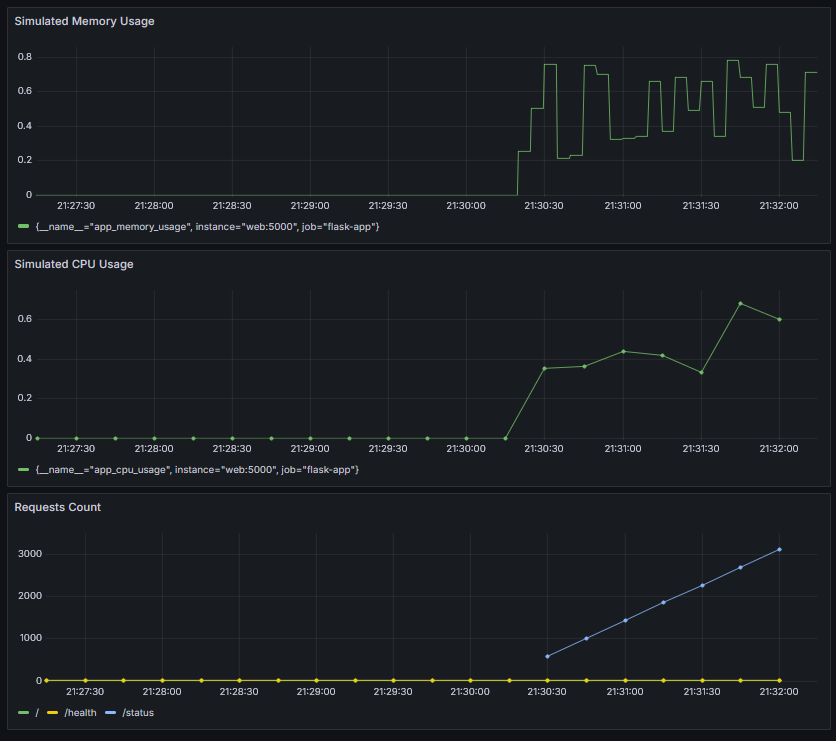 Simulated Memory Usage
0.8
0.6
0.4
0.2
0
21:27:30 21:28:00 21:28:30 21:29:00 21:29:30 21:30:00 21:30:30 21:31:00 21:31:30 21:32:00
{__name__="app_memory_usage", instance="web:5000", job="flask-app"}
Simulated CPU Usage
0.6
0.4
0.2
0
21:27:30 21:28:00 21:28:30 21:29:00 21:29:30 21:30:00 21:30:30 21:31:00 21:31:30 21:32:00
{__name__="app_cpu_usage", instance="web:5000", job="flask-app"}
Requests Count
3000
2000
1000
0
21:27:30 21:28:00 21:28:30 21:29:00 21:29:30 21:30:00 21:30:30 21:31:00 21:31:30 21:32:00
/ /health /status